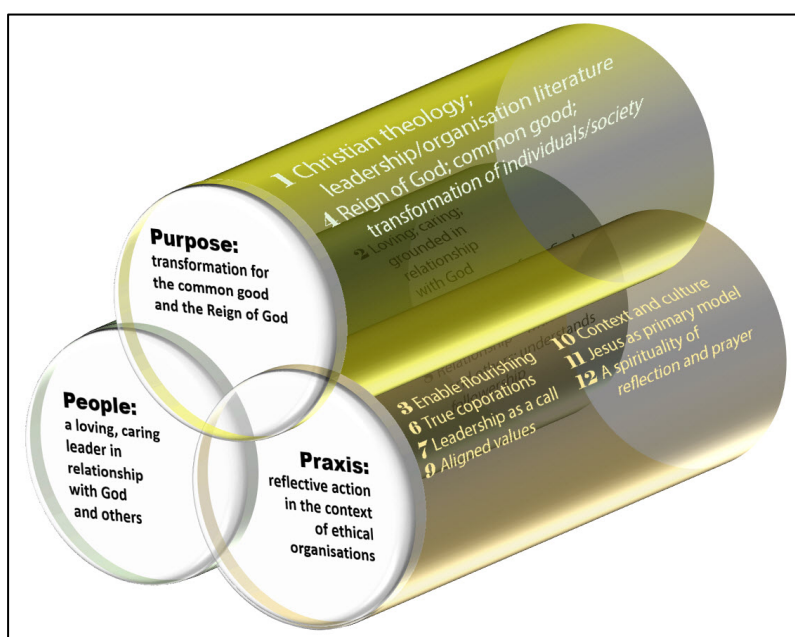 1 Christian theology;
leadership/organisation literature
4 Reign of God; common good;
transformation of individuals/society
Purpose:
transformation for
the common good
and the Reign of God
2 Loving; caring;
grounded in
relationship
with God
People:
a loving, caring
leader in
relationship
with God
and others
understands
3 Enable flourishing
6 True coporations
7 Leadership as a call
9 Aligned values
10 Context and culture
11 Jesus as primary model
12 A spirituality of
reflection and prayer
Praxis:
reflective action
in the context
of ethical
organisations